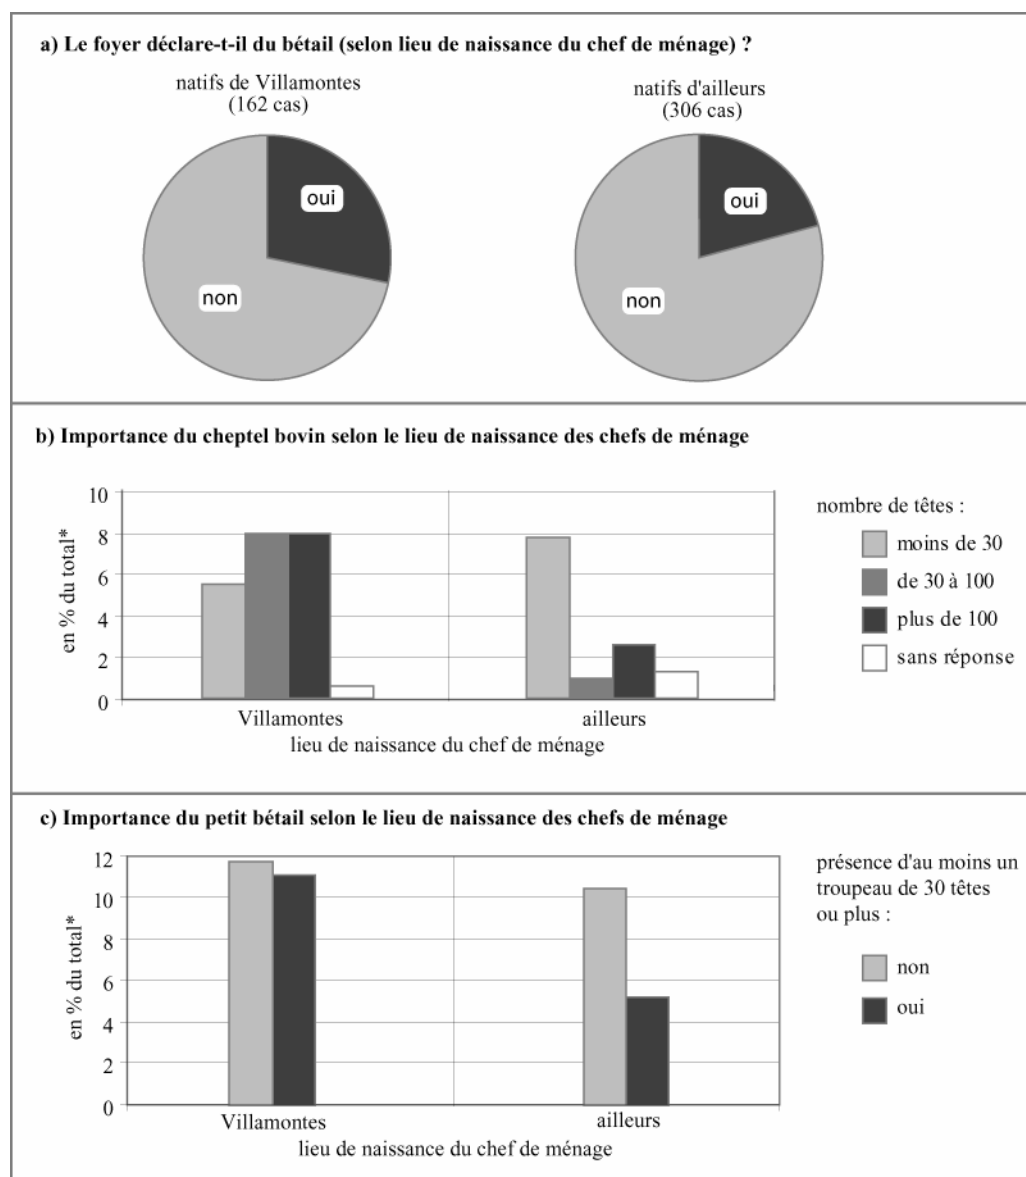 a) Le foyer déclare-t-il du bétail (selon lieu de naissance du chef de ménage) ?
natifs de Villamontes
(162 cas)
oui
non
natifs d'ailleurs
(306 cas)
oui
non
b) Importance du cheptel bovin selon le lieu de naissance des chefs de ménage
en % du total*
10
8
6
4
2
0
Villamontes
ailleurs
lieu de naissance du chef de ménage
nombre de têtes :
moins de 30
de 30 à 100
plus de 100
sans réponse
c) Importance du petit bétail selon le lieu de naissance des chefs de ménage
en % du total*
12
10
8
6
4
2
0
Villamontes
ailleurs
lieu de naissance du chef de ménage
présence d'au moins un
troupeau de 30 têtes
ou plus :
non
oui